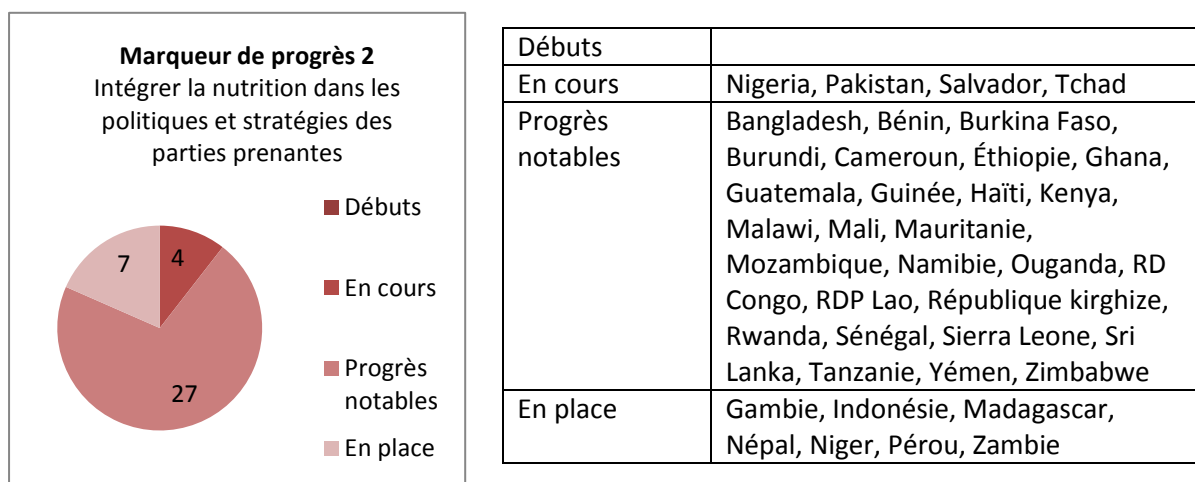 Marqueur de progrès 2
Intégrer la nutrition dans les
politiques et stratégies des
parties prenantes
Débuts
En cours
Progrès
notables
En place
4
7
27
Débuts
En cours
Nigeria, Pakistan, Salvador, Tchad
Progrès
notables
Bangladesh, Bénin, Burkina Faso,
Burundi, Cameroun, Éthiopie, Ghana,
Guatemala, Guinée, Haïti, Kenya,
Malawi, Mali, Mauritanie,
Mozambique, Namibie, Ouganda, RD
Congo, RDP Lao, République kirghize,
Rwanda, Sénégal, Sierra Leone, Sri
Lanka, Tanzanie, Yémen, Zimbabwe
En place
Gambie, Indonésie, Madagascar,
Népal, Niger, Pérou, Zambie